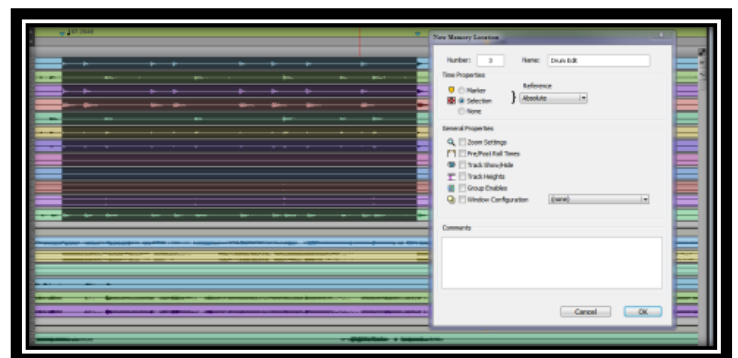 New Memory Location
Number: 3 Name: Drum Edit
Time Properties
Marker
Selection
None
Reference
Absolute
General Properties
Zoom Settings
Pre/Post Roll Times
Track Show/Hide
Track Heights
Group Enables
Window Configuration (none)
Comments
Cancel OK